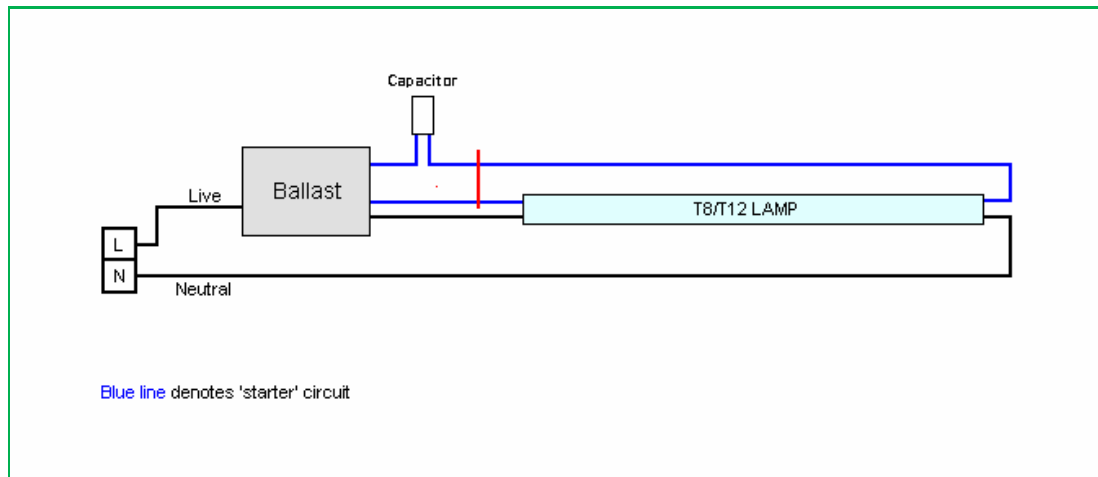 Capacitor
Ballast
Live
T8/T12 LAMP
L
N
Neutral
Blue line denotes 'starter' circuit